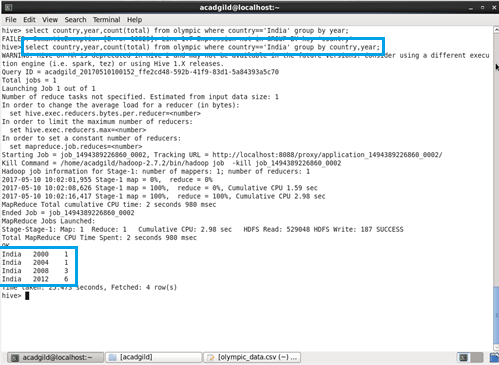 acadgild@localhost:~
File Edit View Search Terminal Help
hive> select country,year,count(total) from olympic where country=='India' group by year;
hive> select country,year,count(total) from olympic where country=='India' group by country,year;
tion engine (i.e. spark, tez) or using Hive 1.X releases.
Query ID = acadgild_20170510100152_ffe2cd48-592b-41f9-83d1-5a84393a5c70
Total jobs = 1
Launching Job 1 out of 1
Number of reduce tasks not specified. Estimated from input data size: 1
In order to change the average load for a reducer (in bytes):
set hive.exec.reducers.bytes.per.reducer=<number>
In order to limit the maximum number of reducers:
set hive.exec.reducers.max=<number>
In order to set a constant number of reducers:
set mapreduce.job.reduces=<number>
Starting Job = job_1494389226860_0002, Tracking URL = http://localhost:8088/proxy/application_1494389226860_0002/
Kill Command = /home/acadgild/hadoop-2.7.2/bin/hadoop job -kill job_1494389226860_0002
Hadoop job information for Stage-1: number of mappers: 1; number of reducers: 1
2017-05-10 10:02:01,955 Stage-1 map = 0%, reduce = 0%
2017-05-10 10:02:08,626 Stage-1 map = 100%, reduce = 0%, Cumulative CPU 1.59 sec
2017-05-10 10:02:16,417 Stage-1 map = 100%, reduce = 100%, Cumulative CPU 2.98 sec
MapReduce Total cumulative CPU time: 2 seconds 980 msec
Ended Job = job_1494389226860_0002
MapReduce Jobs Launched:
Stage-Stage-1: Map: 1 Reduce: 1 Cumulative CPU: 2.98 sec HDFS Read: 529048 HDFS Write: 187 SUCCESS
Total MapReduce CPU Time Spent: 2 seconds 980 msec
OK
India 2000 1
India 2004 1
India 2008 3
India 2012 6
Time taken: 25.473 seconds, Fetched: 4 row(s)
hive>
acadgild@localhost:~
[acadgild]
[olympic_data.csv (~) ...